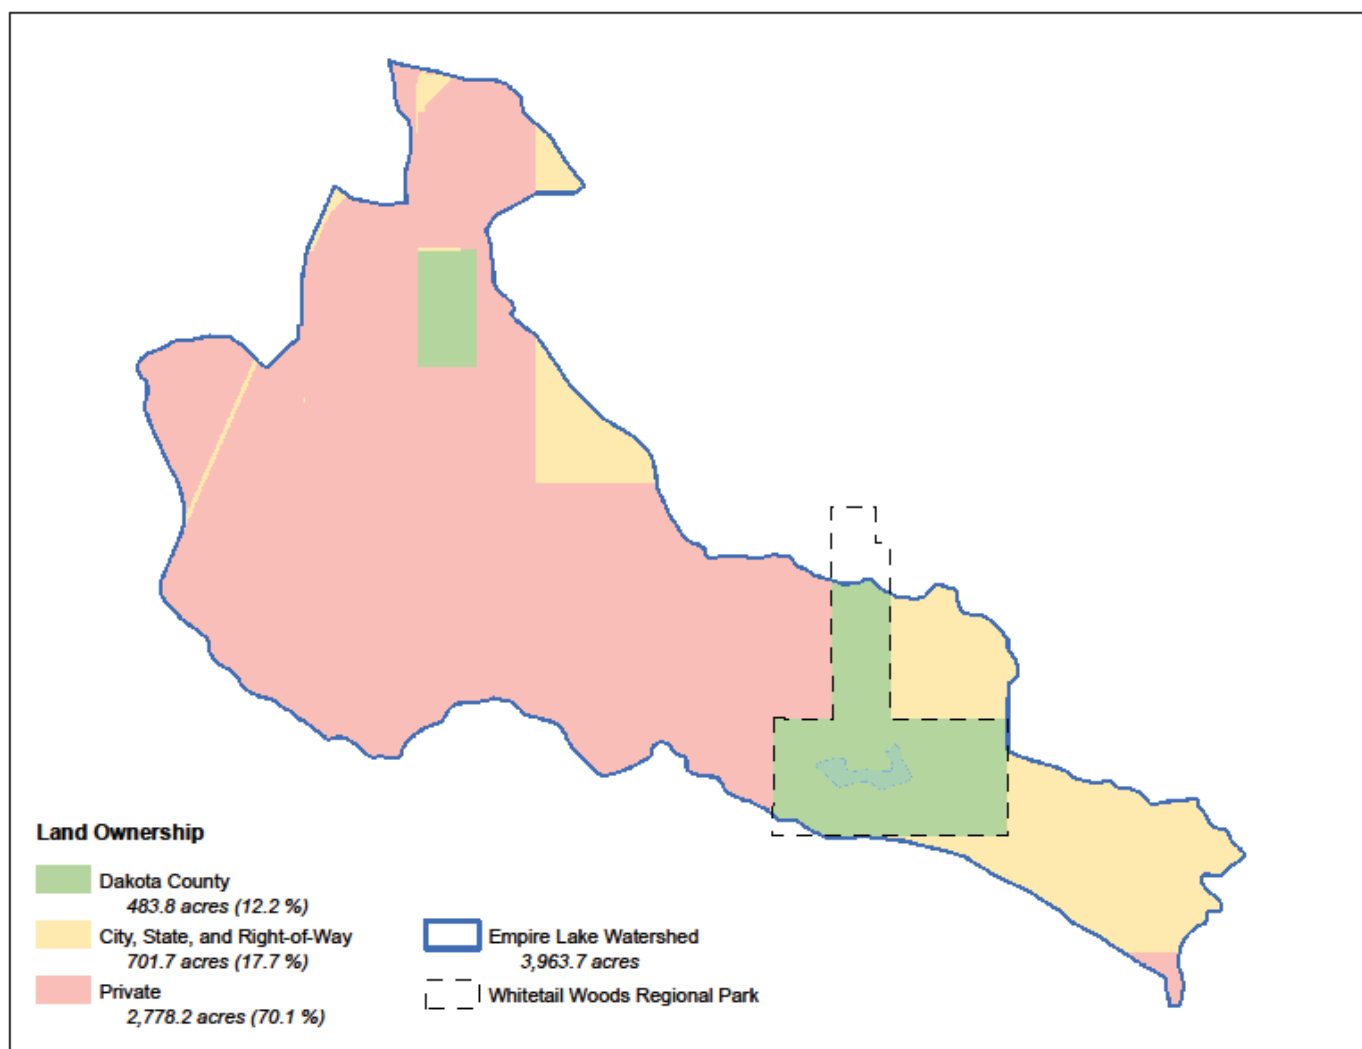 Land Ownership
Dakota County
483.8 acres (12.2 %)
City, State, and Right-of-Way
701.7 acres (17.7 %)
Private
2,778.2 acres (70.1 %)
Empire Lake Watershed
3,963.7 acres
Whitetail Woods Regional Park